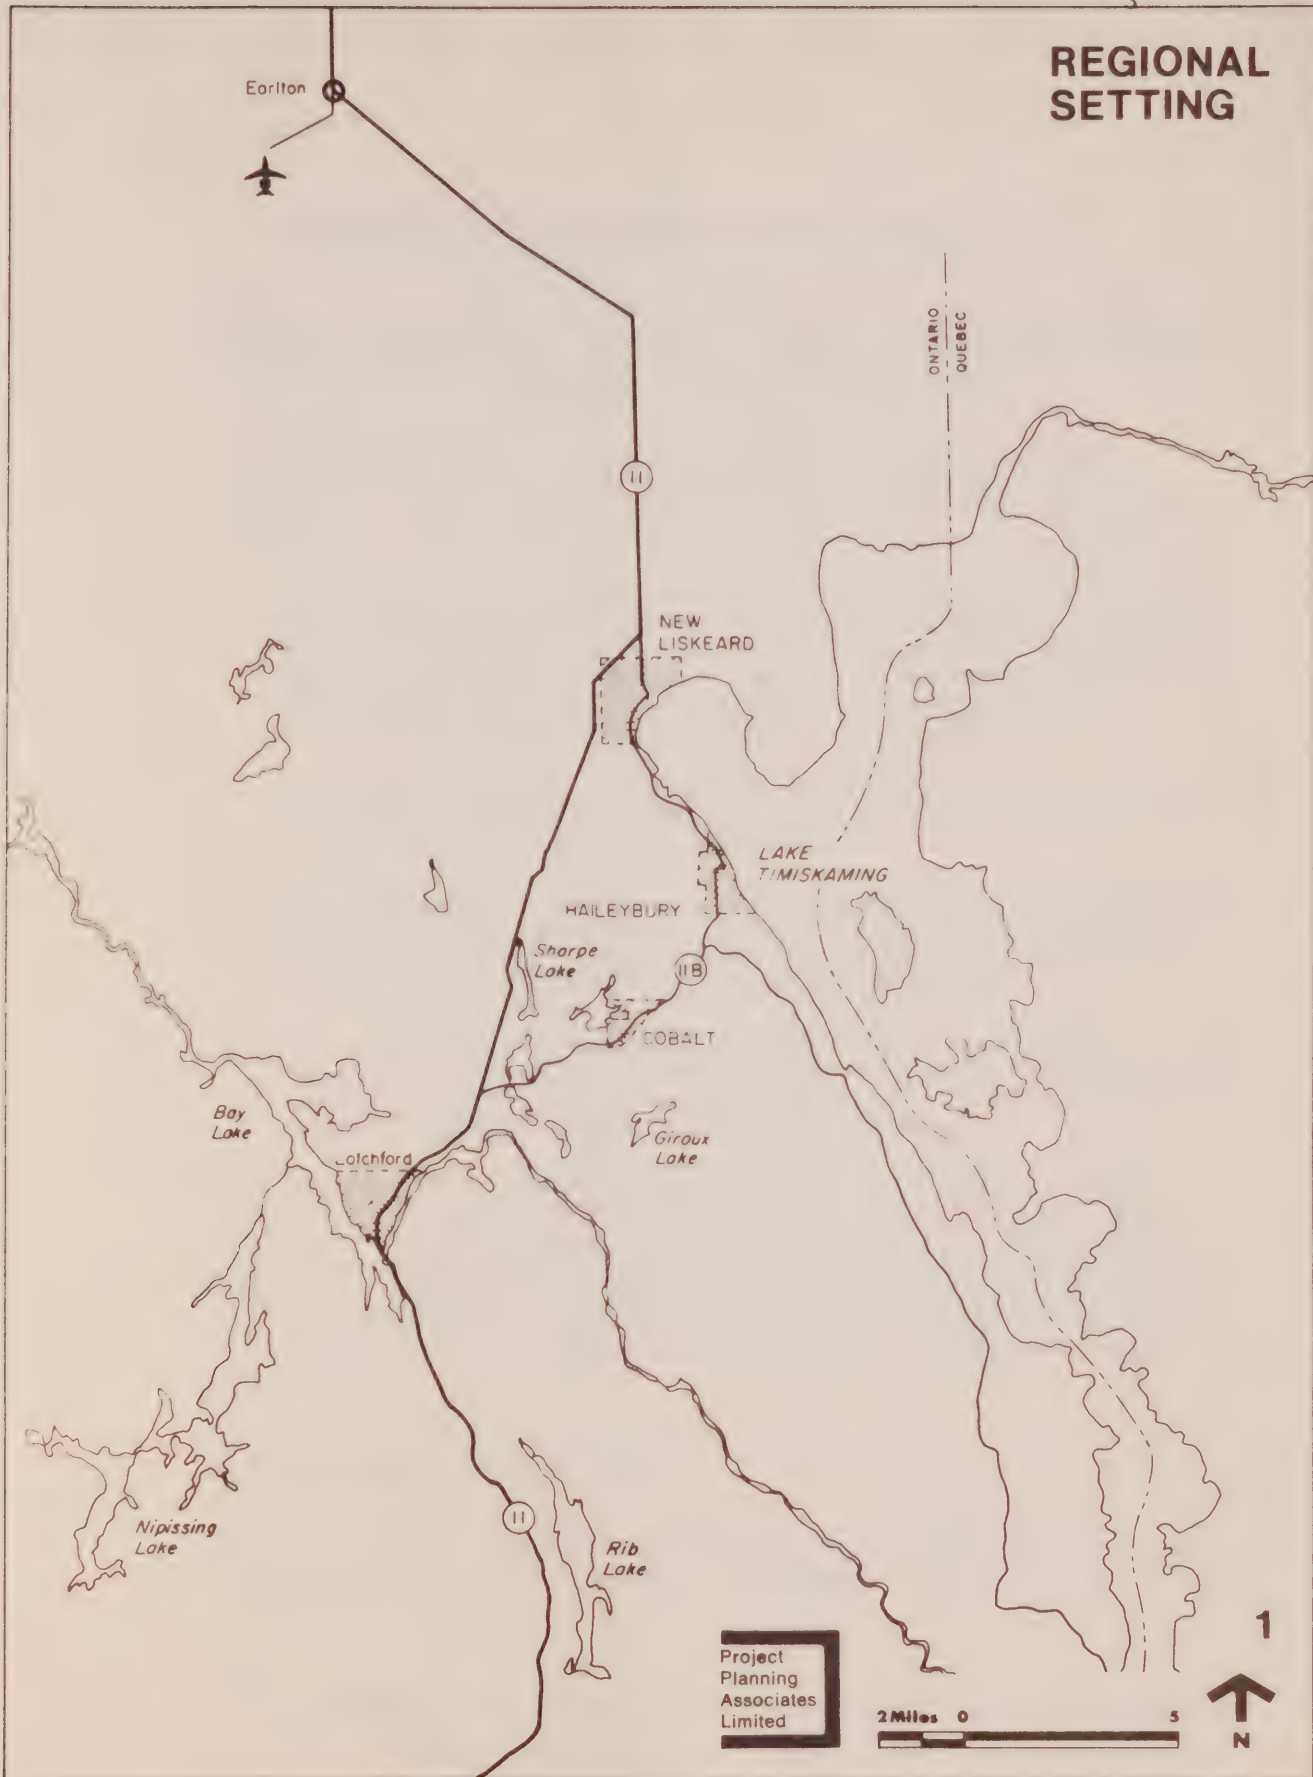 REGIONAL
SETTING
Earlton
ONTARIO
QUEBEC
11
NEW
LISKEARD
LAKE
TIMISKAMING
HAILEYBURY
Sharpe
Lake
11B
COBALT
Bay
Lake
Giroux
Lake
Latchford
Nipissing
Lake
11
Rib
Lake
1
Project
Planning
Associates
Limited
2 Miles 0 5
N